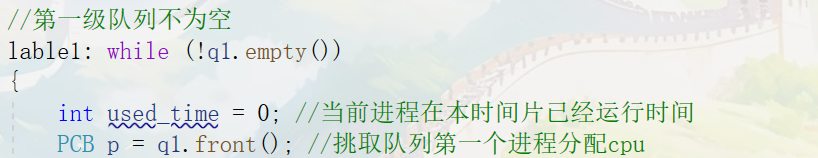 //第一级队列不为空
lable1: while (!q1.empty())
{
int used_time = 0; //当前进程在本时间片已经运行时间
PCB p = q1.front(); //挑取队列第一个进程分配cpu